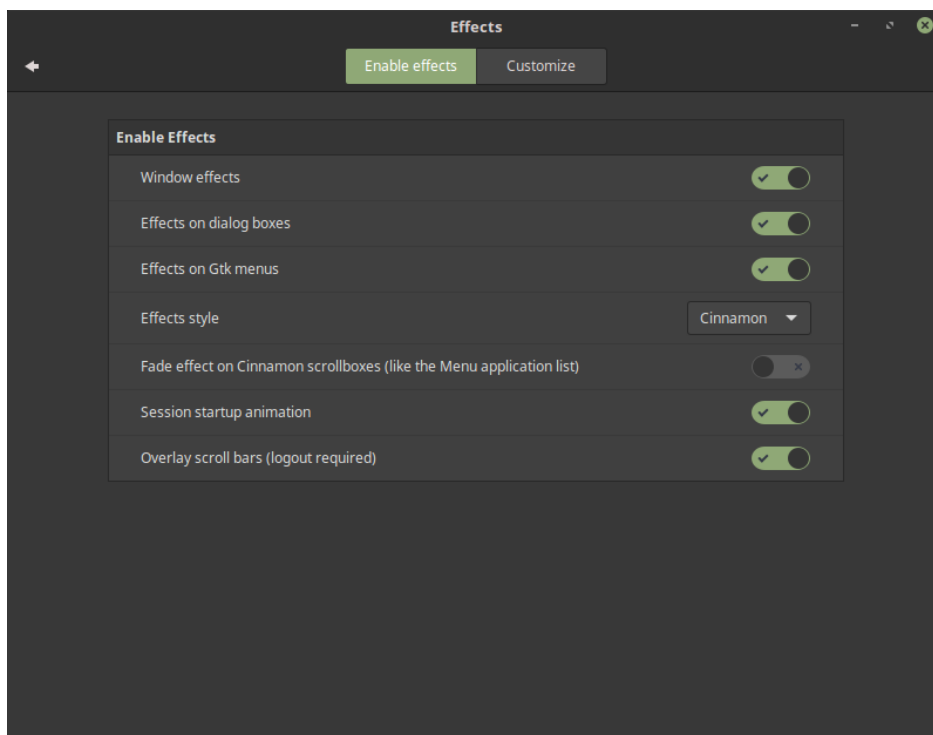 Effects
Enable effects
Customize
Enable Effects
Window effects
Effects on dialog boxes
Effects on Gtk menus
Effects style
Cinnamon
Fade effect on Cinnamon scrollboxes (like the Menu application list)
Session startup animation
Overlay scroll bars (logout required)